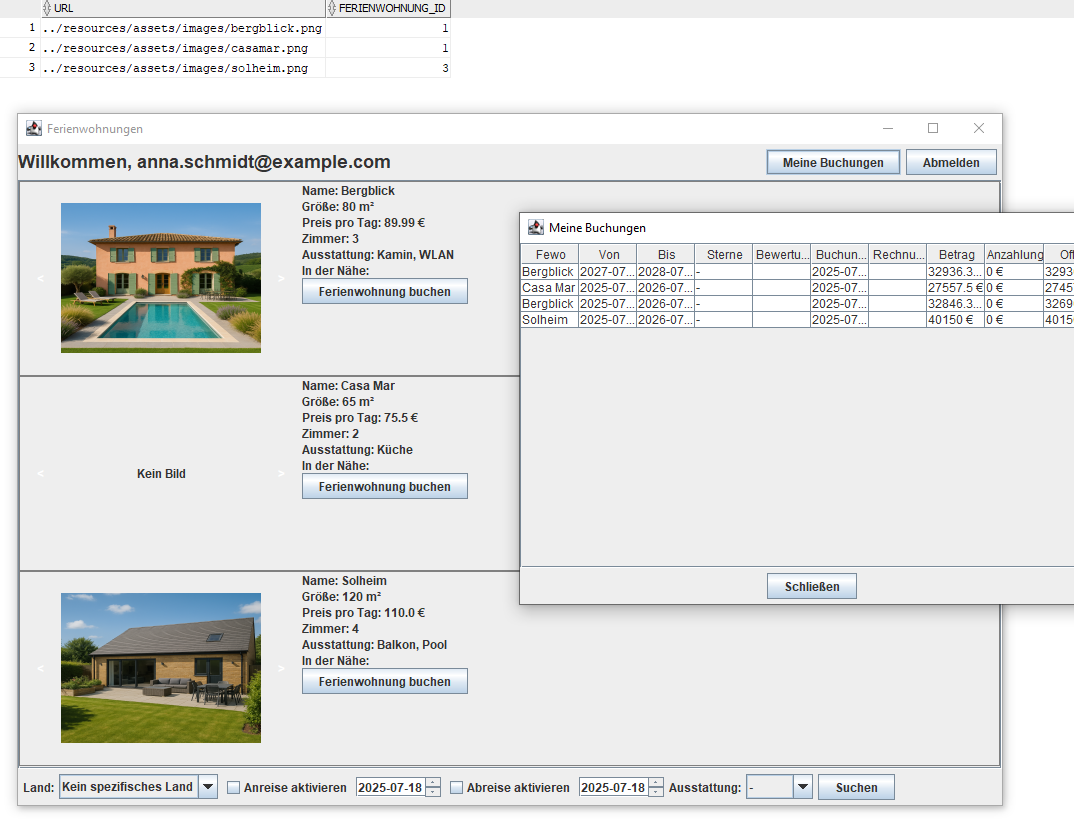 URL FERIENWOHNUNG_ID
1 ../resources/assets/images/bergblick.png 1
2 ../resources/assets/images/casamar.png 1
3 ../resources/assets/images/solheim.png 3
Ferienwohnungen
Willkommen, anna.schmidt@example.com
Meine Buchungen Abmelden
Name: Bergblick
Größe: 80 m²
Preis pro Tag: 89.99 €
Zimmer: 3
Ausstattung: Kamin, WLAN
In der Nähe:
< >
Ferienwohnung buchen
Name: Casa Mar
Größe: 65 m²
Preis pro Tag: 75.5 €
Zimmer: 2
Ausstattung: Küche
In der Nähe:
< Kein Bild >
Ferienwohnung buchen
Name: Solheim
Größe: 120 m²
Preis pro Tag: 110.0 €
Zimmer: 4
Ausstattung: Balkon, Pool
In der Nähe:
< >
Ferienwohnung buchen
Meine Buchungen
Fewo Von Bis Sterne Bewertu... Buchun... Rechnu... Betrag Anzahlung Off
Bergblick 2027-07... 2028-07... - 2025-07... 32936.3... 0 € 3293
Casa Mar 2025-07... 2026-07... - 2025-07... 27557.5 € 0 € 2745
Bergblick 2025-07... 2026-07... - 2025-07... 32846.3... 0 € 3269
Solheim 2025-07... 2026-07... - 2025-07... 40150 € 0 € 4015
Schließen
Land: Kein spezifisches Land Anreise aktivieren 2025-07-18 Abreise aktivieren 2025-07-18 Ausstattung: - Suchen